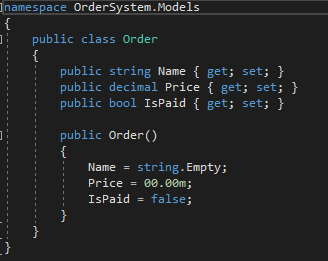 namespace OrderSystem.Models
{
    public class Order
    {
        public string Name { get; set; }
        public decimal Price { get; set; }
        public bool IsPaid { get; set; }

        public Order()
        {
            Name = string.Empty;
            Price = 00.00m;
            IsPaid = false;
        }
    }
}